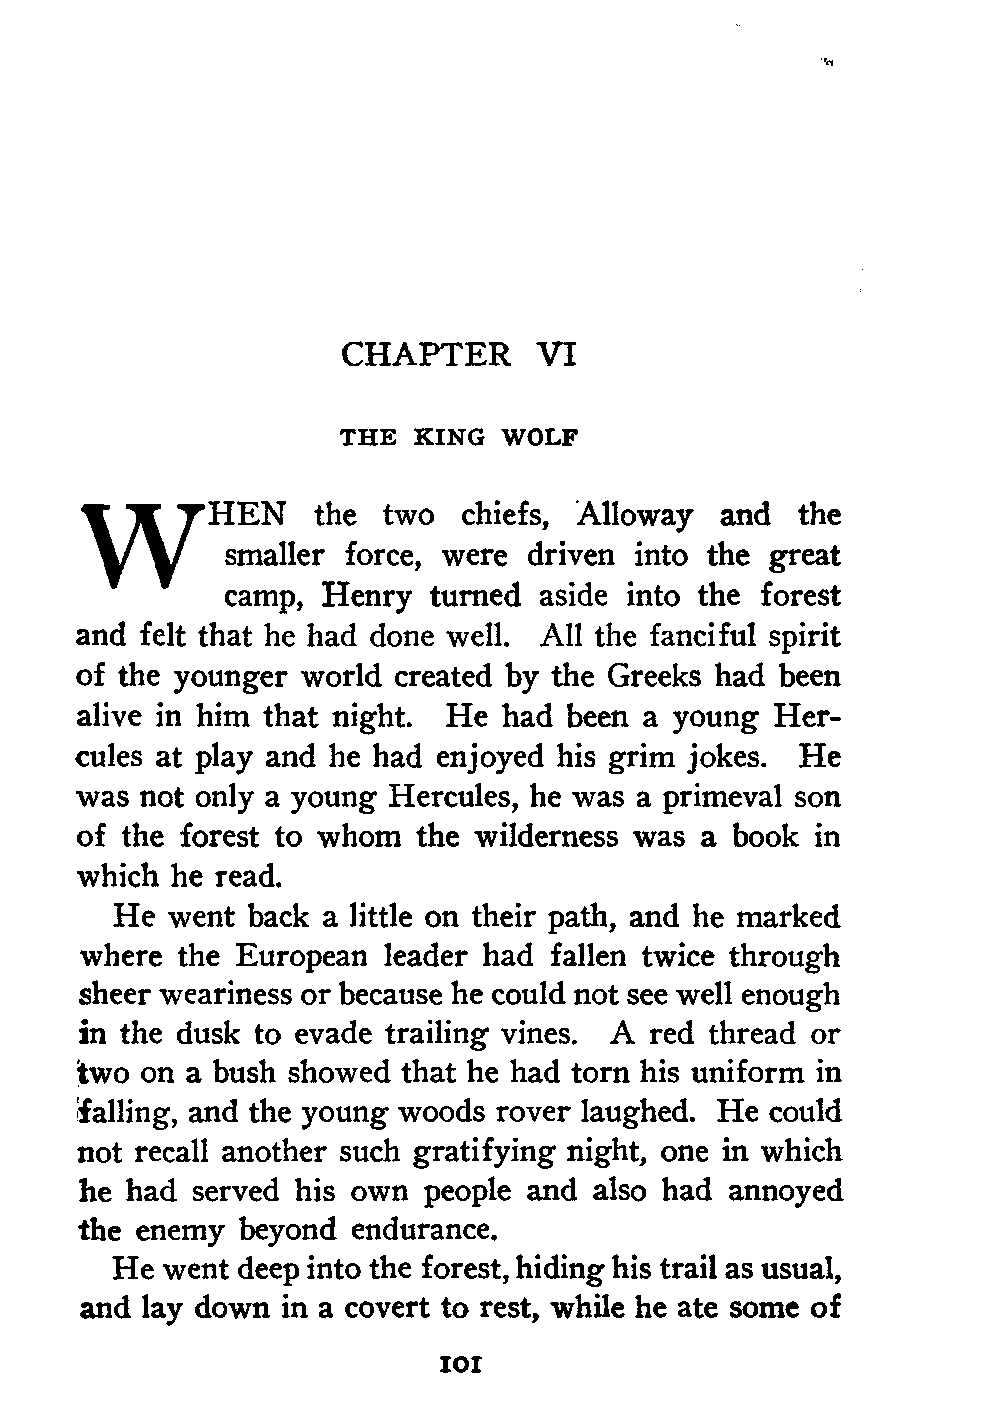 CHAPTER VI
THE KING WOLF
WHEN the two chiefs, Alloway and the
smaller force, were driven into the great
camp, Henry turned aside into the forest
and felt that he had done well. All the fanciful spirit
of the younger world created by the Greeks had been
alive in him that night. He had been a young Her-
cules at play and he had enjoyed his grim jokes. He
was not only a young Hercules, he was a primeval son
of the forest to whom the wilderness was a book in
which he read.
He went back a little on their path, and he marked
where the European leader had fallen twice through
sheer weariness or because he could not see well enough
in the dusk to evade trailing vines. A red thread or
two on a bush showed that he had torn his uniform in
falling, and the young woods rover laughed. He could
not recall another such gratifying night, one in which
he had served his own people and also had annoyed
the enemy beyond endurance.
He went deep into the forest, hiding his trail as usual,
and lay down in a covert to rest, while he ate some of
101